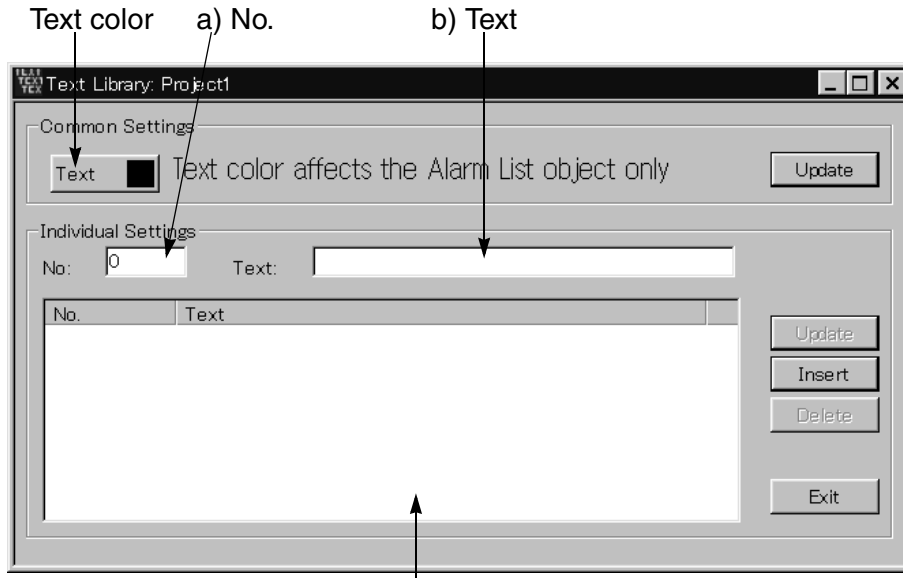 Text color a) No. b) Text
Text Library: Project1
Common Settings
Text Text color affects the Alarm List object only Update
Individual Settings
No: 0 Text:
No. Text
Update
Insert
Delete
Exit